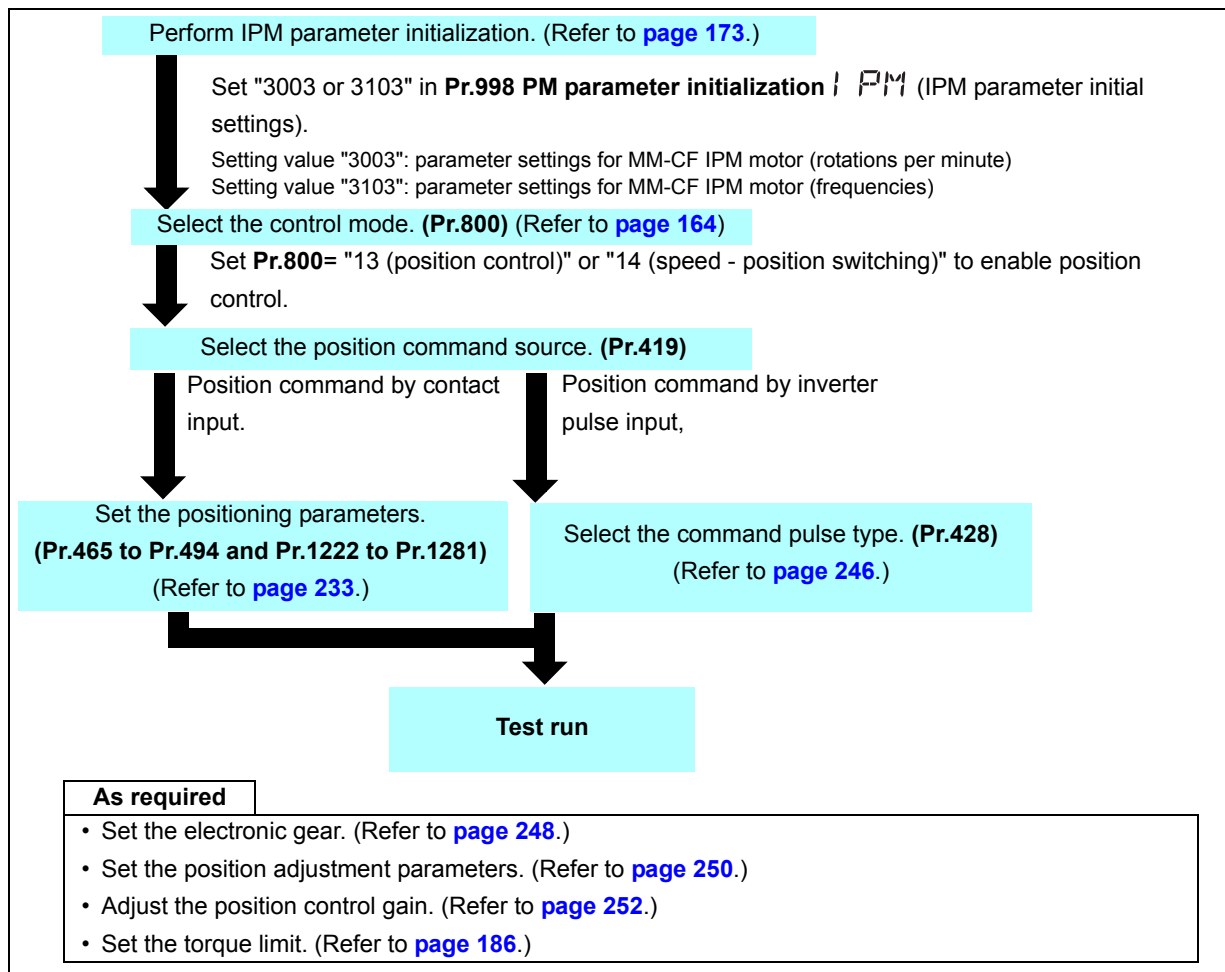 Perform IPM parameter initialization. (Refer to page 173.)
Set "3003 or 3103" in Pr.998 PM parameter initialization IPM (IPM parameter initial
settings).
Setting value "3003": parameter settings for MM-CF IPM motor (rotations per minute)
Setting value "3103": parameter settings for MM-CF IPM motor (frequencies)
Select the control mode. (Pr.800) (Refer to page 164)
Set Pr.800= "13 (position control)" or "14 (speed - position switching)" to enable position
control.
Select the position command source. (Pr.419)
Position command by contact
input.
Position command by inverter
pulse input,
Set the positioning parameters.
(Pr.465 to Pr.494 and Pr.1222 to Pr.1281)
(Refer to page 233.)
Select the command pulse type. (Pr.428)
(Refer to page 246.)
Test run
As required
• Set the electronic gear. (Refer to page 248.)
• Set the position adjustment parameters. (Refer to page 250.)
• Adjust the position control gain. (Refer to page 252.)
• Set the torque limit. (Refer to page 186.)